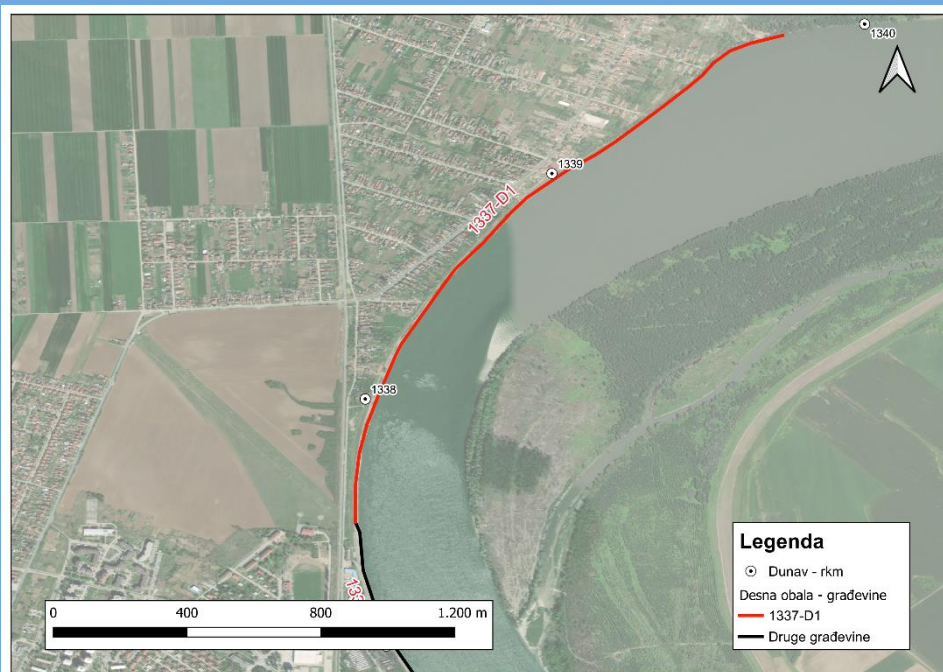 1340
1339
1337-D1
1338
Legenda
Dunav - rkm
Desna obala - građevine
1337-D1
Druge građevine
0 400 800 1.200 m